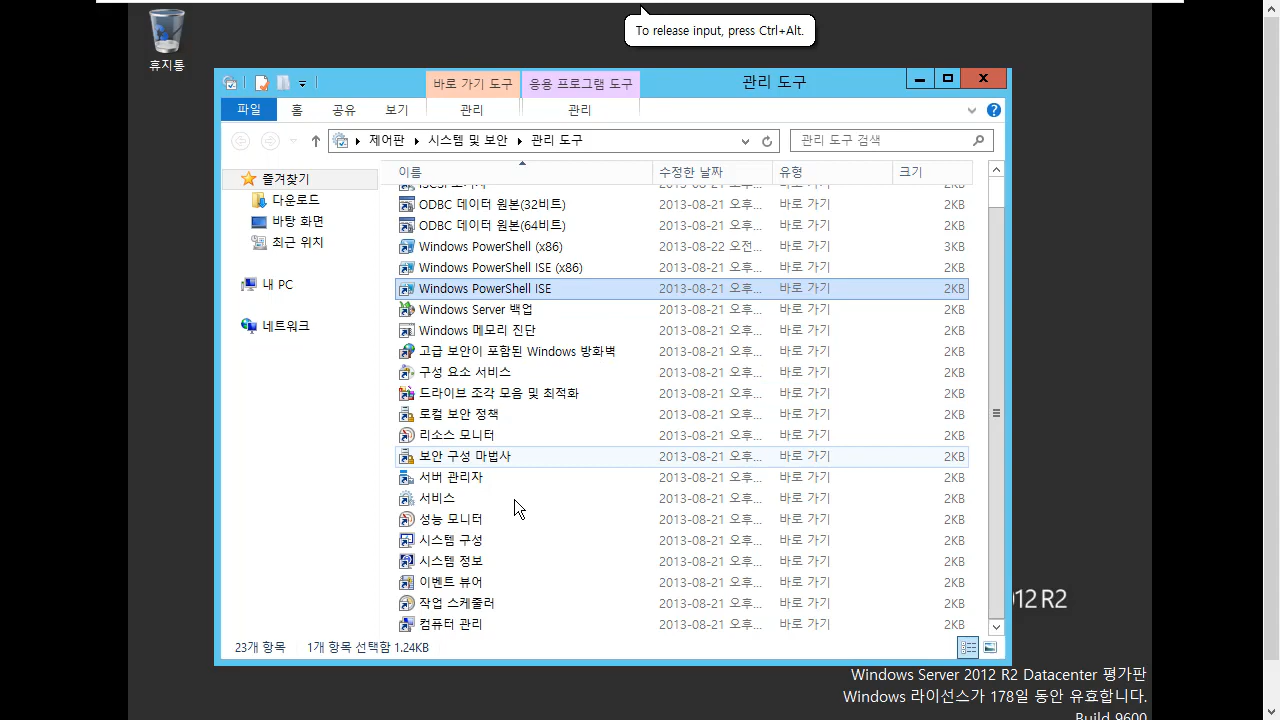 To release input, press Ctrl+Alt.
휴지통
바로 가기 도구
응용 프로그램 도구
관리 도구
파일
홈
공유
보기
관리
관리
제어판
시스템 및 보안
관리 도구
관리 도구 검색
이름 수정한 날짜 유형 크기
즐겨찾기
다운로드
바탕 화면
최근 위치
내 PC
네트워크
ODBC 데이터 원본(32비트) 2013-08-21 오후... 바로 가기 2KB
ODBC 데이터 원본(64비트) 2013-08-21 오후... 바로 가기 2KB
Windows PowerShell (x86) 2013-08-22 오전... 바로 가기 3KB
Windows PowerShell ISE (x86) 2013-08-21 오후... 바로 가기 2KB
Windows PowerShell ISE 2013-08-21 오후... 바로 가기 2KB
Windows Server 백업 2013-08-21 오후... 바로 가기 2KB
Windows 메모리 진단 2013-08-21 오후... 바로 가기 2KB
고급 보안이 포함된 Windows 방화벽 2013-08-21 오후... 바로 가기 2KB
구성 요소 서비스 2013-08-21 오후... 바로 가기 2KB
드라이브 조각 모음 및 최적화 2013-08-21 오후... 바로 가기 2KB
로컬 보안 정책 2013-08-21 오후... 바로 가기 2KB
리소스 모니터 2013-08-21 오후... 바로 가기 2KB
보안 구성 마법사 2013-08-21 오후... 바로 가기 2KB
서버 관리자 2013-08-21 오후... 바로 가기 2KB
서비스 2013-08-21 오후... 바로 가기 2KB
성능 모니터 2013-08-21 오후... 바로 가기 2KB
시스템 구성 2013-08-21 오후... 바로 가기 2KB
시스템 정보 2013-08-21 오후... 바로 가기 2KB
이벤트 뷰어 2013-08-21 오후... 바로 가기 2KB
작업 스케줄러 2013-08-21 오후... 바로 가기 2KB
컴퓨터 관리 2013-08-21 오후... 바로 가기 2KB
23개 항목 1개 항목 선택함 1.24KB
012 R2
Windows Server 2012 R2 Datacenter 평가판
Windows 라이선스가 178일 동안 유효합니다.
Build 9600